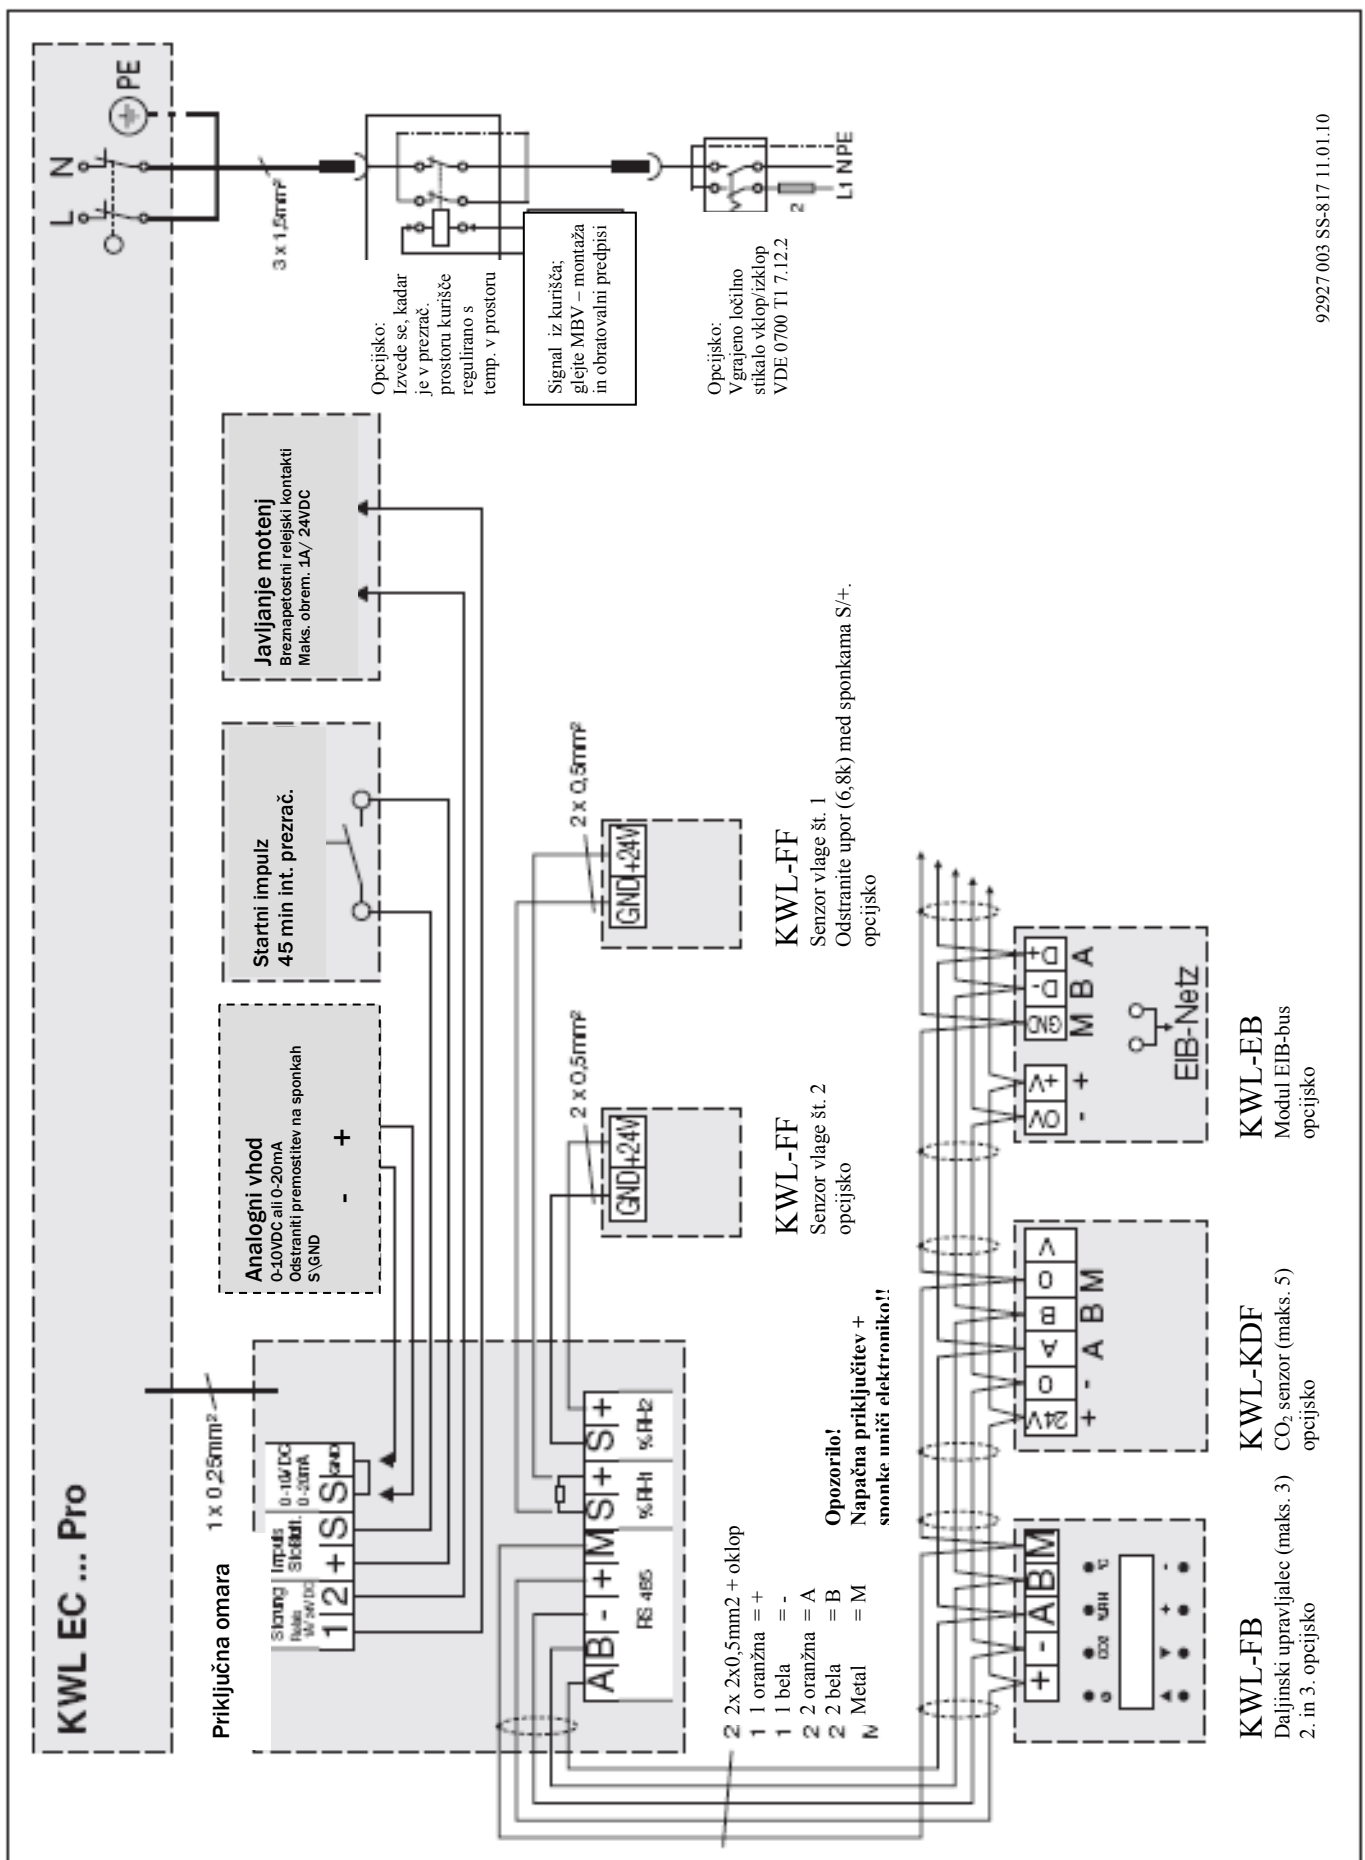 KWL EC ... Pro
L N PE
3 x 1,5mm²
1 x 0,25mm²
Priključna omara
Analogni vhod
0-10VDC ali 0-20mA
Odstraniti premostitev na sponkah
S\GND
- +
Startni impulz
45 min int. prezrač.
Javljanje motenj
Breznapetostni relejski kontakti
Maks. obrem. 1A/ 24VDC
Opcijsko:
Izvede se, kadar
je v prezrač.
prostoru kurišče
regulirano s
temp. v prostoru
Signal iz kurišča;
glejte MBV – montaža
in obratovalni predpisi
Opcijsko:
Vgrajeno ločilno
stikalo vklop/izklop
VDE 0700 T1 7.12.2
2
L1 N PE
Störung
Relais
Impuls
0-10V DC
0-20mA
1 2 + S S GND
A B - + M S + S + 
RS 485
%RH1
%RH2
2 x 0,5mm²
GND +24V
KWL-FF
Senzor vlage št. 2
opcijsko
2 x 0,5mm²
GND +24V
KWL-FF
Senzor vlage št. 1
Odstranite upor (6,8k) med sponkama S/+.
opcijsko
2 2x 2x0,5mm2 + oklop
1 1 oranžna = +
1 1 bela = -
2 2 oranžna = A
2 2 bela = B
Metal = M
Opozorilo!
Napačna priključitev +
sponke uniči elektroniko!!
+ - A B M
CO2 %RH °C
- +
KWL-FB
Daljinski upravljalec (maks. 3)
2. in 3. opcijsko
24V 0 A B 0 V
+ - A B M
KWL-KDF
CO₂ senzor (maks. 5)
opcijsko
0V +V GND D- D+
- + M B A
EIB-Netz
KWL-EB
Modul EIB-bus
opcijsko
92927 003 SS-817 11.01.10